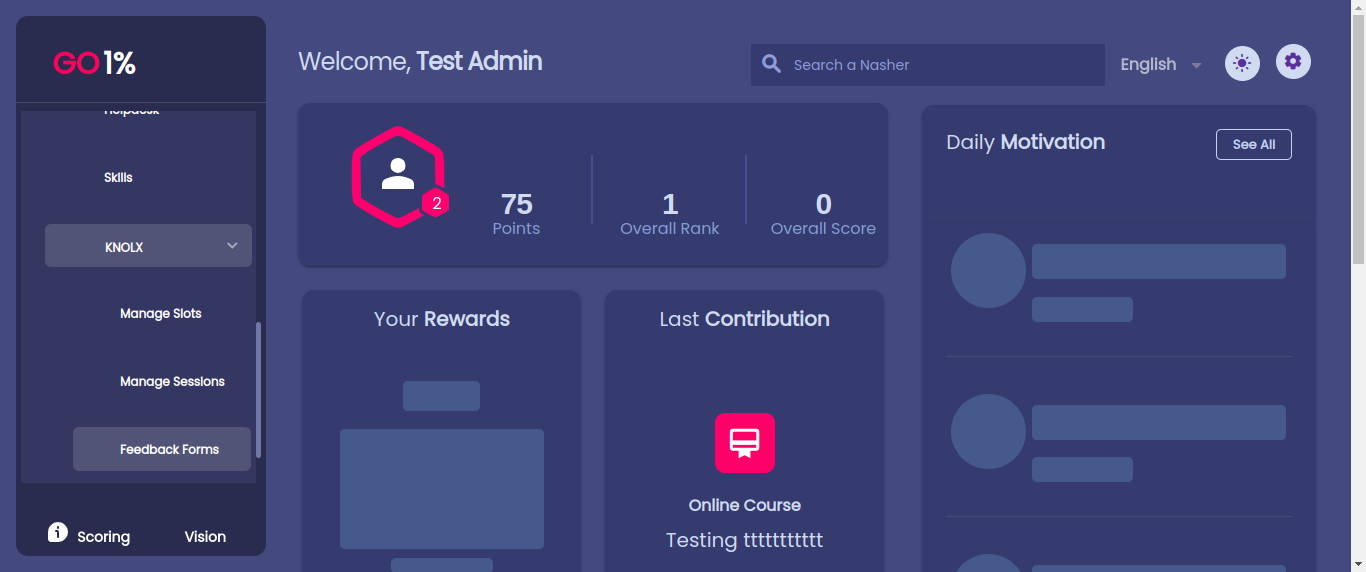 GO1%
Helpdesk
Skills
KNOLX
Manage Slots
Manage Sessions
Feedback Forms
Scoring
Vision
Welcome, Test Admin
Search a Nasher
English
2
75
Points
1
Overall Rank
0
Overall Score
Your Rewards
Last Contribution
Online Course
Testing tttttttttt
Daily Motivation
See All